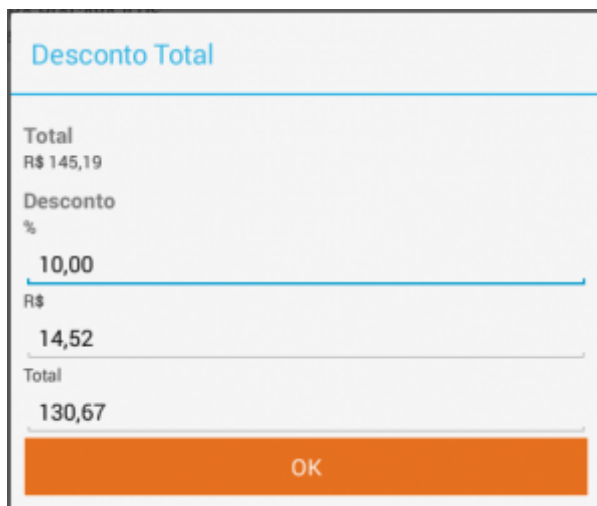 Desconto Total
Total
R$ 145,19
Desconto
%
10,00
R$
14,52
Total
130,67
OK